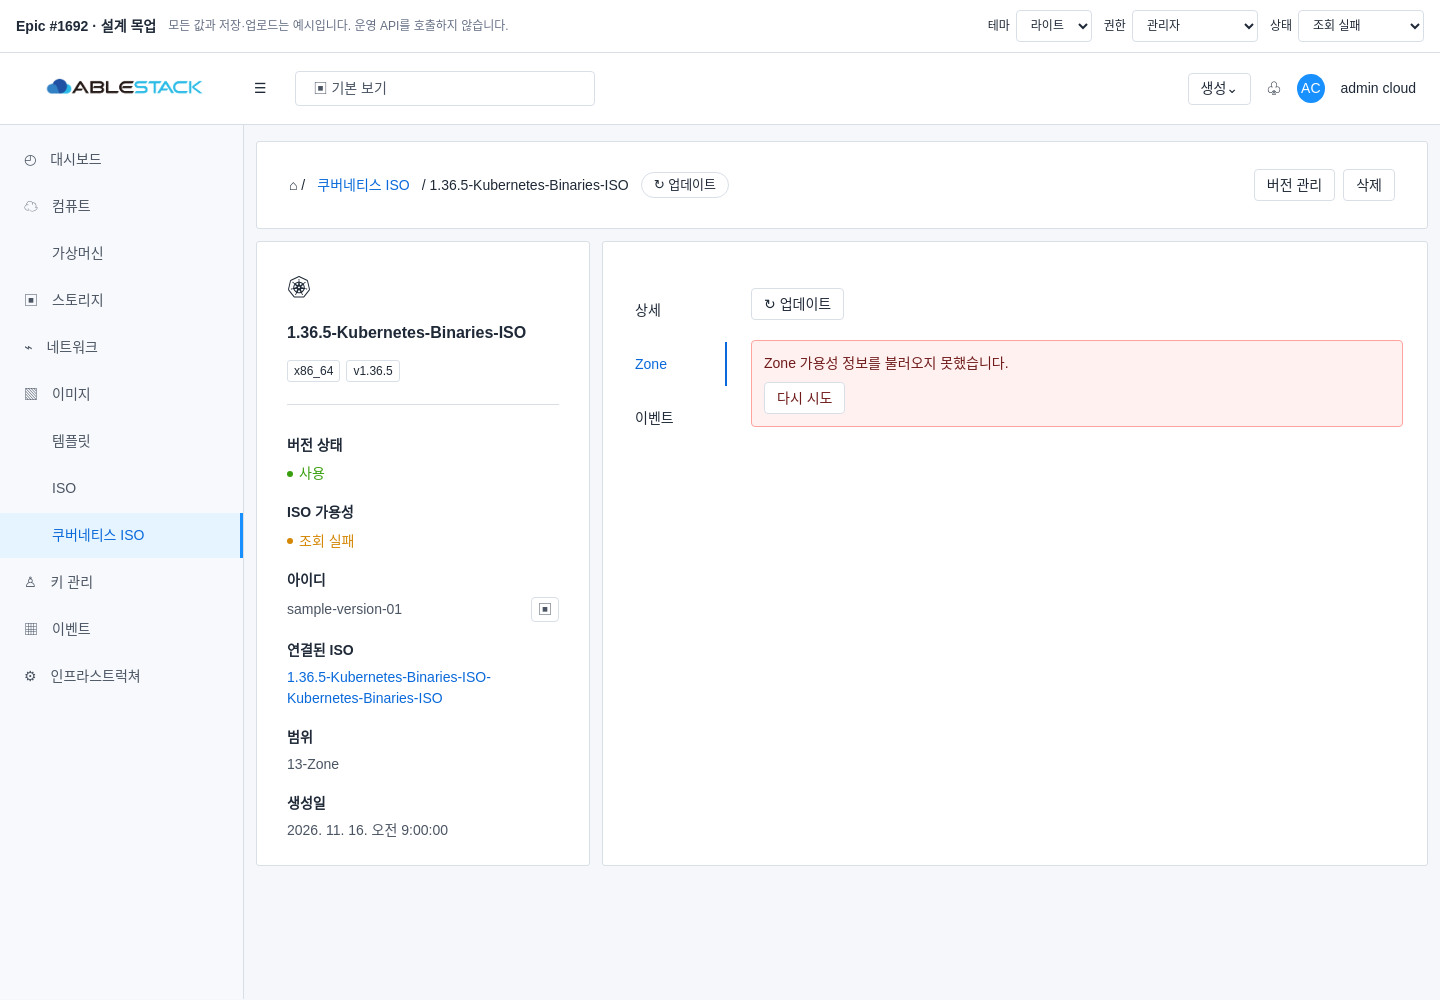 Epic #1692 · 설계 목업 모든 값과 저장·업로드는 예시입니다. 운영 API를 호출하지 않습니다. 테마 라이트 권한 관리자 상태 조회 실패
ABLESTACK ☰ ▣ 기본 보기 생성⌄ AC admin cloud
대시보드
컴퓨트
가상머신
스토리지
네트워크
이미지
템플릿
ISO
쿠버네티스 ISO
키 관리
이벤트
인프라스트럭쳐
⌂ / 쿠버네티스 ISO / 1.36.5-Kubernetes-Binaries-ISO ↻ 업데이트 버전 관리 삭제
1.36.5-Kubernetes-Binaries-ISO
x86_64 v1.36.5
버전 상태
사용
ISO 가용성
조회 실패
아이디
sample-version-01
연결된 ISO
1.36.5-Kubernetes-Binaries-ISO-
Kubernetes-Binaries-ISO
범위
13-Zone
생성일
2026. 11. 16. 오전 9:00:00
상세
Zone
이벤트
↻ 업데이트
Zone 가용성 정보를 불러오지 못했습니다.
다시 시도